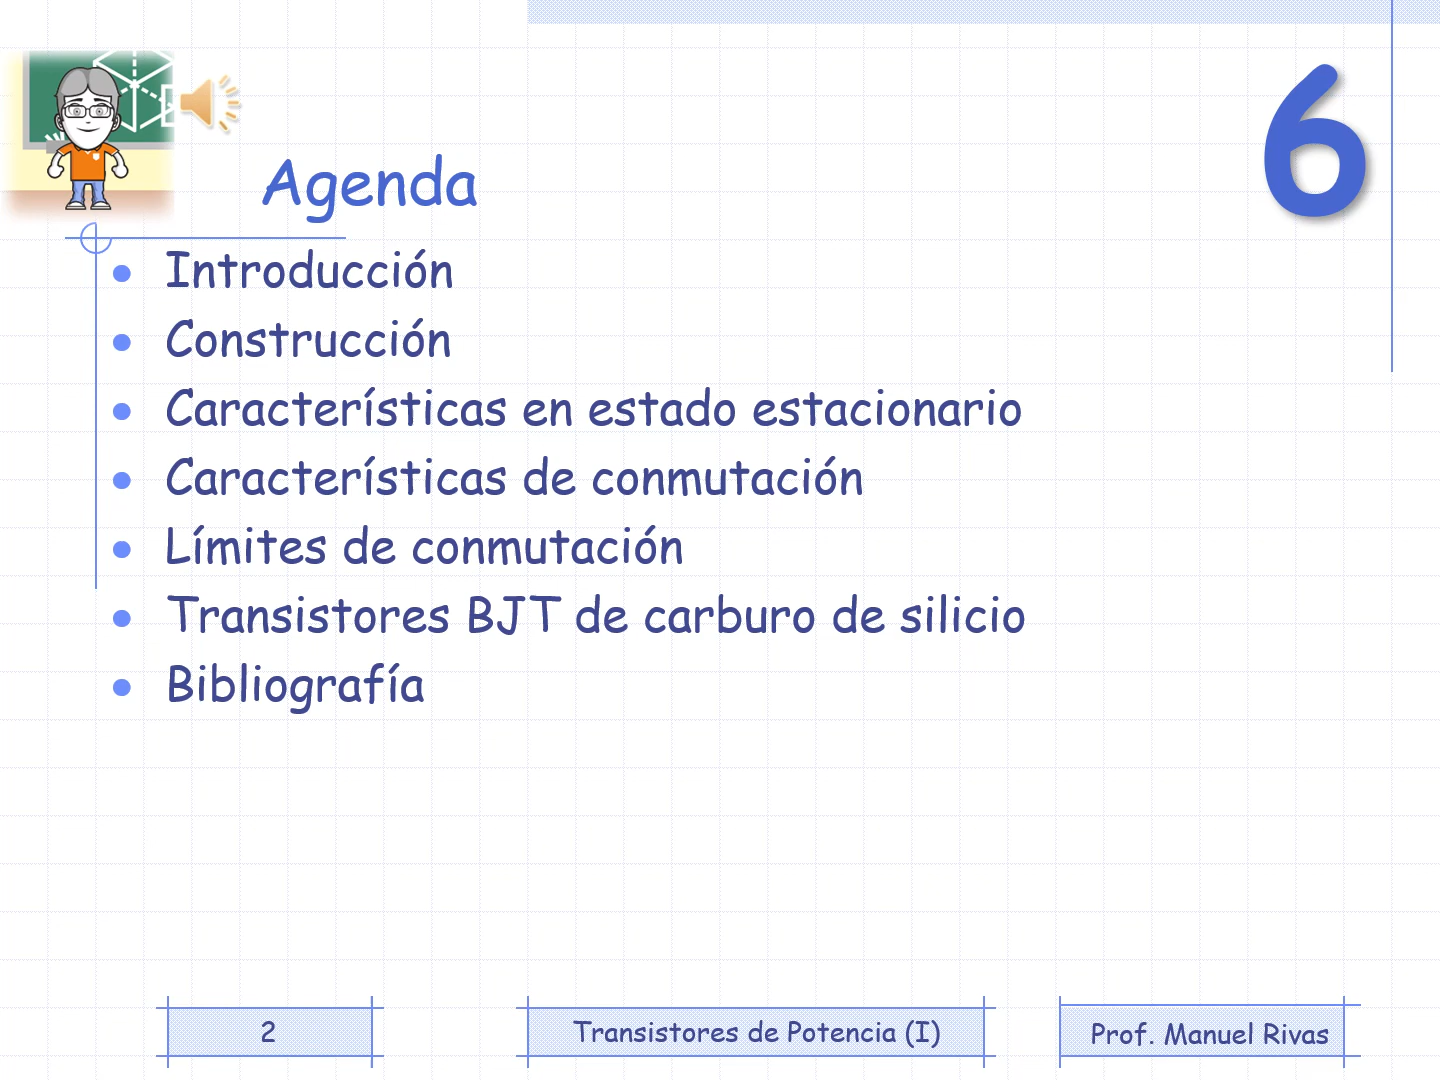 6
Agenda
Introducción
Construcción
Características en estado estacionario
Características de conmutación
Límites de conmutación
Transistores BJT de carburo de silicio
Bibliografía
2
Transistores de Potencia (I)
Prof. Manuel Rivas